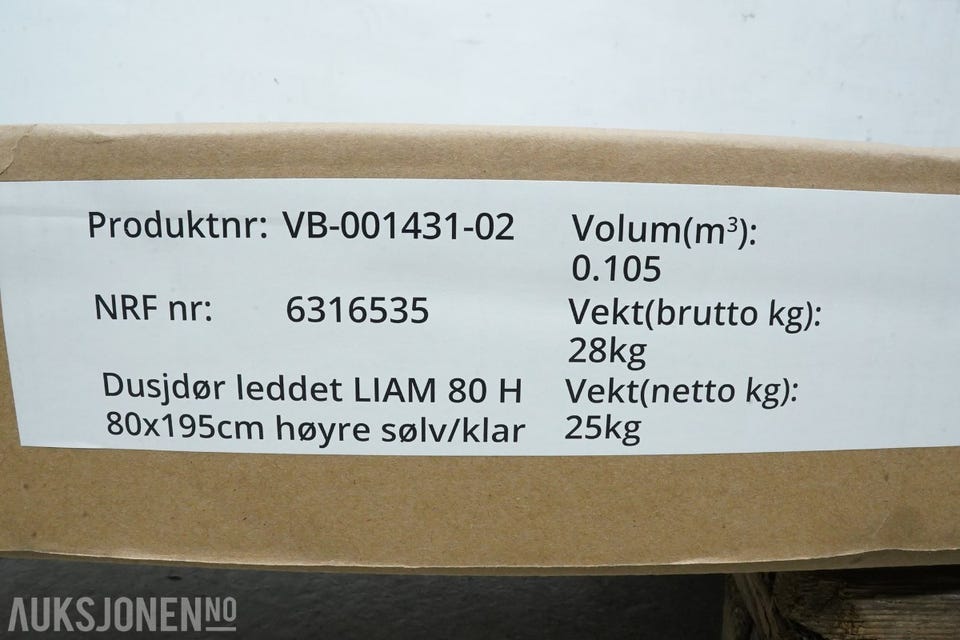 Produktnr: VB-001431-02
NRF nr: 6316535
Dusjdør leddet LIAM 80 H
80x195cm høyre sølv/klar
Volum(m³):
0.105
Vekt(brutto kg):
28kg
Vekt(netto kg):
25kg
AUKSJONEN.NO